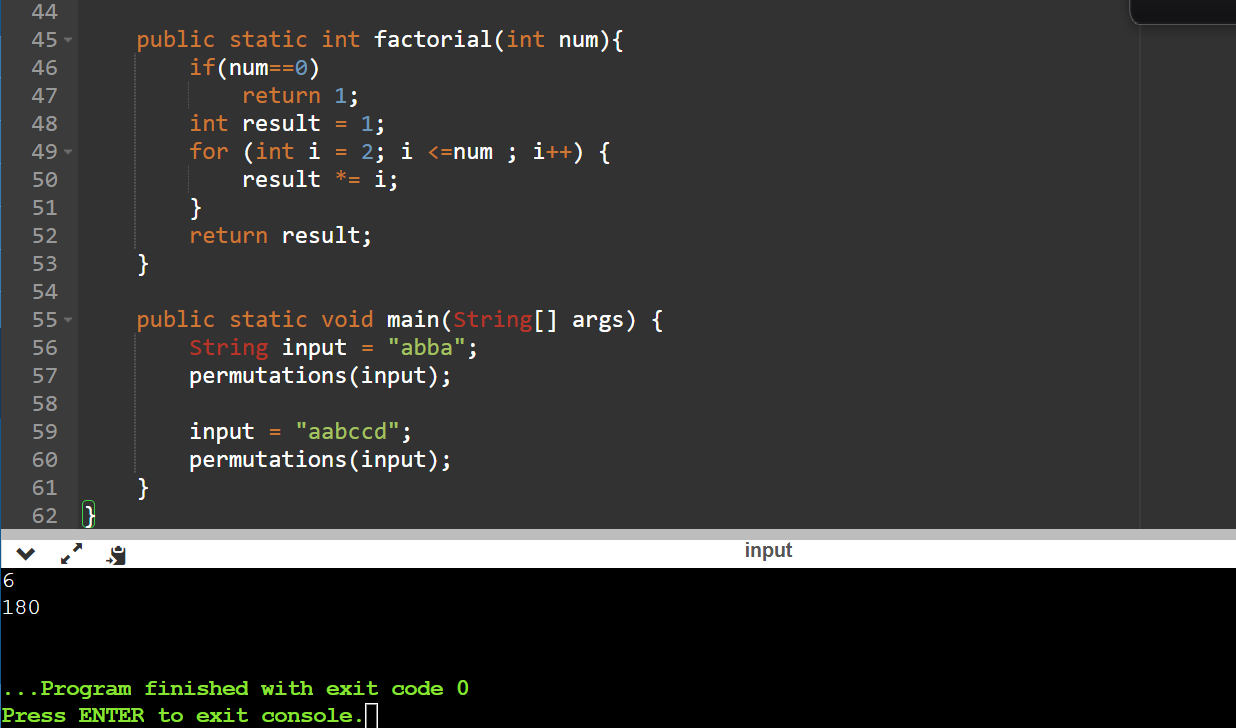 44
45 public static int factorial(int num){
46 if(num==0)
47 return 1;
48 int result = 1;
49 for (int i = 2; i <=num ; i++) {
50 result *= i;
51 }
52 return result;
53 }
54
55 public static void main(String[] args) {
56 String input = "abba";
57 permutations(input);
58
59 input = "aabccd";
60 permutations(input);
61 }
62 }
input
6
180
...Program finished with exit code 0
Press ENTER to exit console.